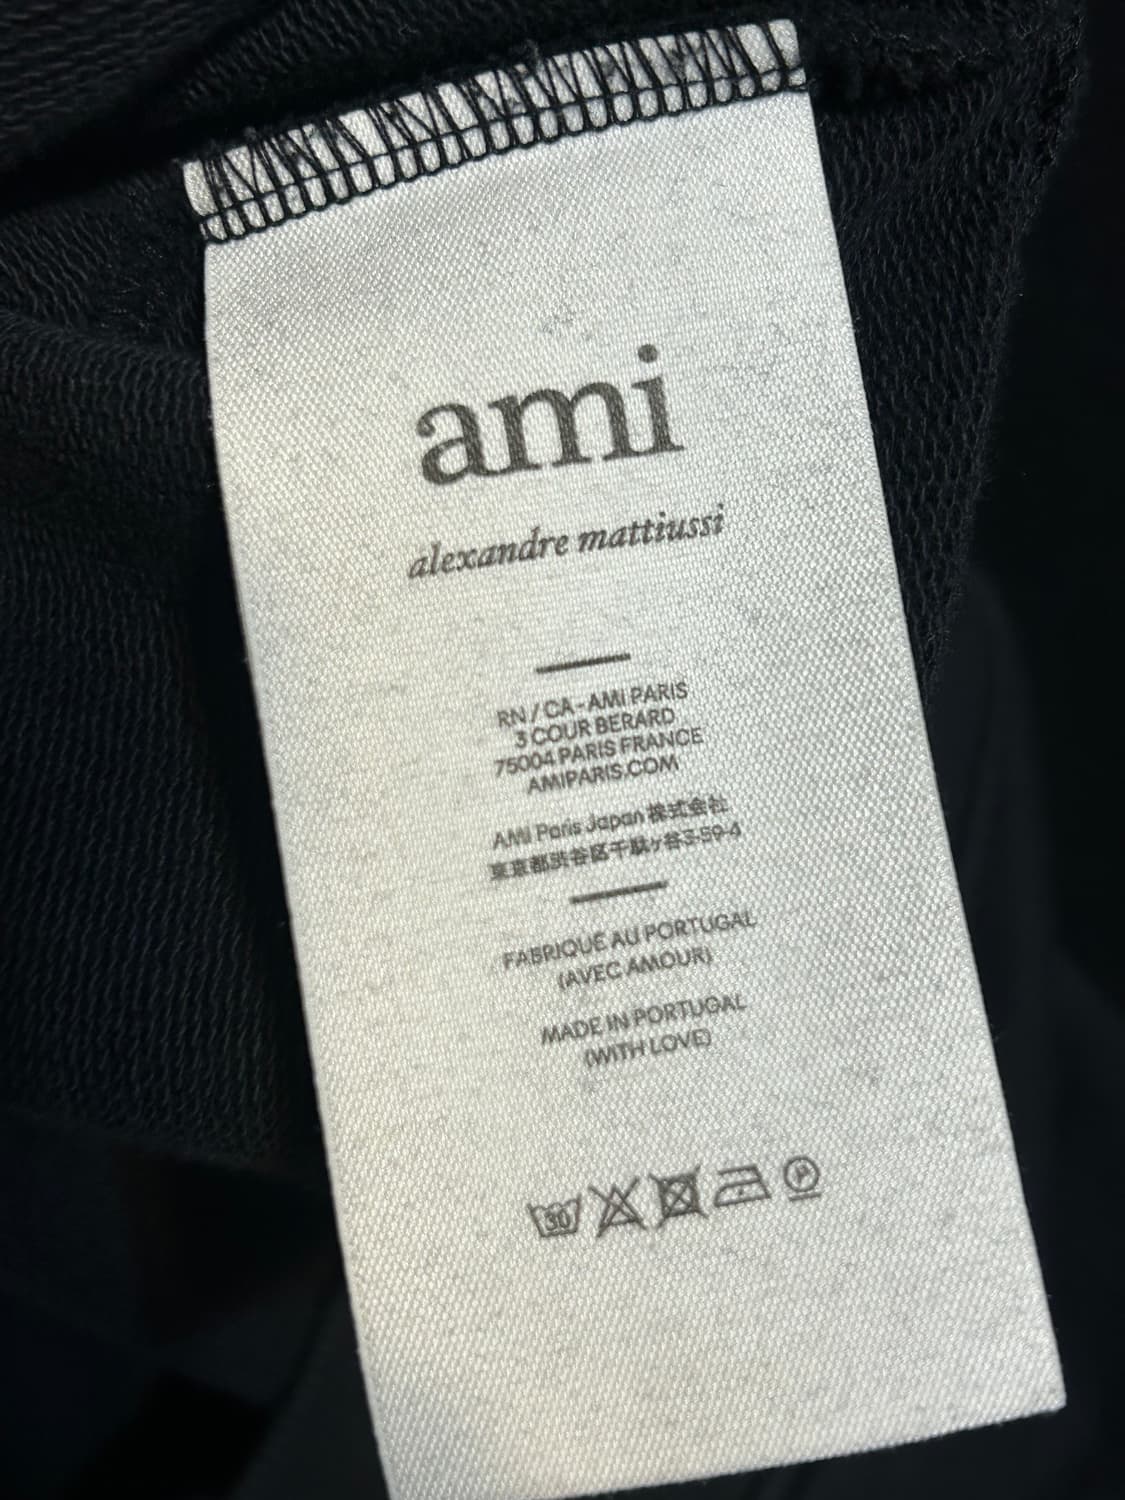 ami
alexandre mattiussi
RN / CA - AMI PARIS
3 COUR BERARD
75004 PARIS FRANCE
AMIPARIS.COM
AMI Paris Japan 株式会社
東京都渋谷区千駄ヶ谷3-59-4
FABRIQUÉ AU PORTUGAL
(AVEC AMOUR)
MADE IN PORTUGAL
(WITH LOVE)
30 P